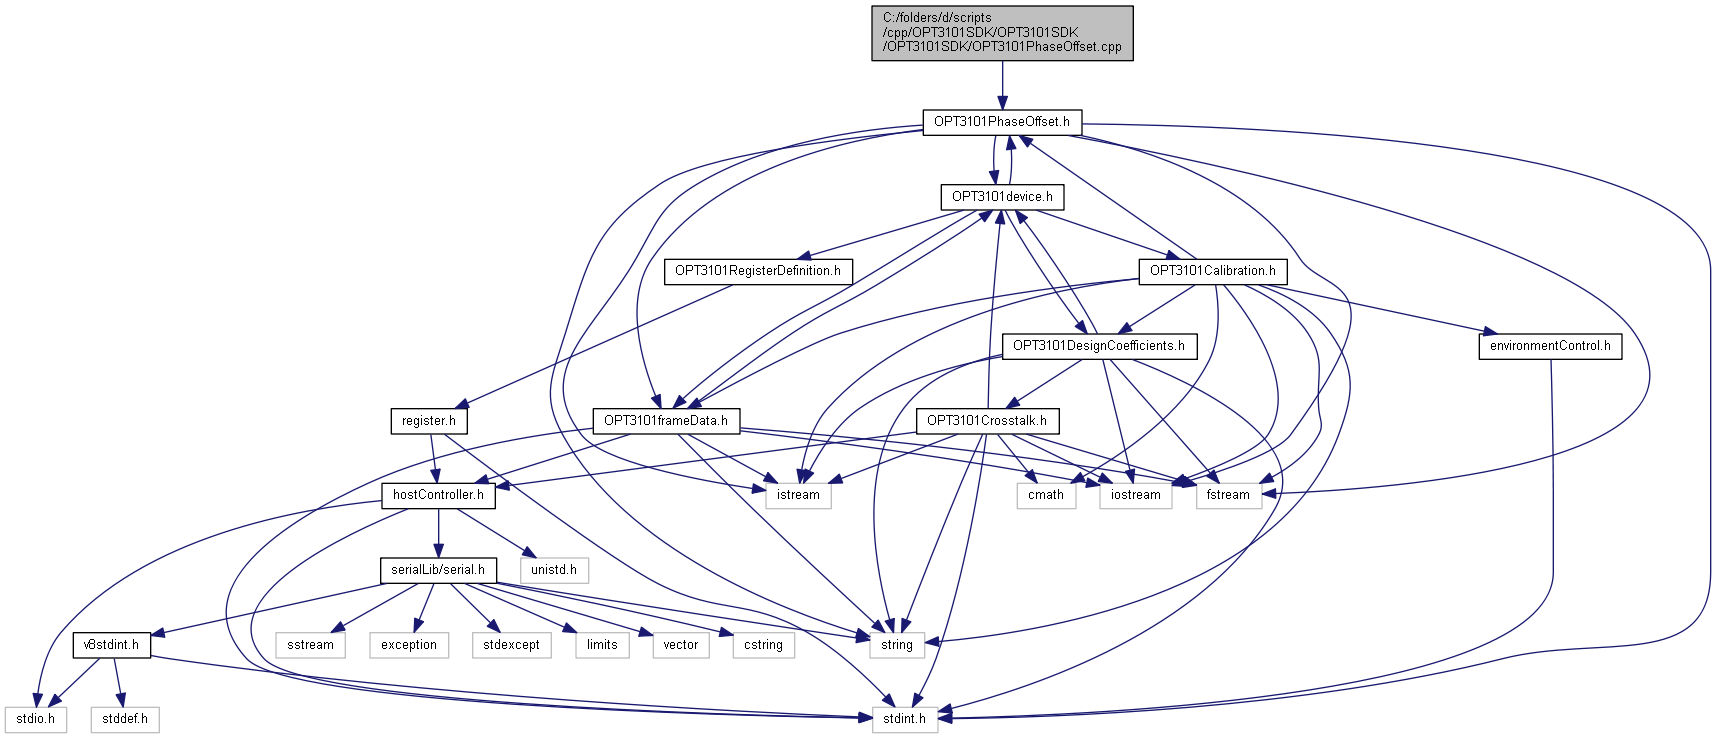 C:/folders/d/scripts
/cpp/OPT3101SDK/OPT3101SDK
/OPT3101SDK/OPT3101PhaseOffset.cpp
OPT3101PhaseOffset.h
OPT3101device.h
OPT3101RegisterDefinition.h
OPT3101Calibration.h
OPT3101DesignCoefficients.h
environmentControl.h
register.h
OPT3101frameData.h
OPT3101Crosstalk.h
hostController.h
istream
cmath
iostream
fstream
serialLib/serial.h
unistd.h
v8stdint.h
sstream
exception
stdexcept
limits
vector
cstring
string
stdio.h
stddef.h
stdint.h